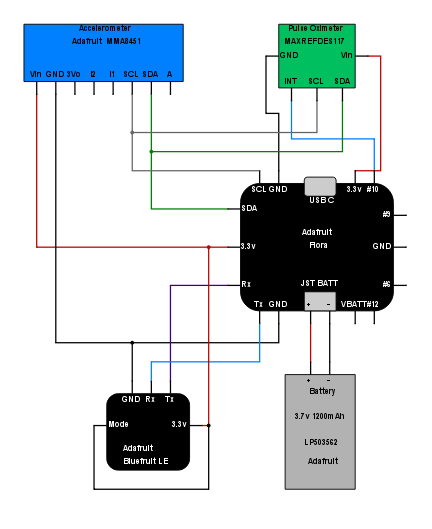 Accelerometer
Adafruit MMA8451
Vin GND 3Vo I2 I1 SCL SDA A
Pulse Oximeter
MAXREFDES117
GND Vin
INT SCL SDA
SCL GND 3.3v #10
USB C
SDA #9
Adafruit
3.3v Flora GND
Rx JST BATT #6
Tx GND + - VBATT #12
+ -
Battery
3.7v 1200mAh
LP503562
Adafruit
GND Rx Tx
Mode 3.3v
Adafruit
Bluefruit LE